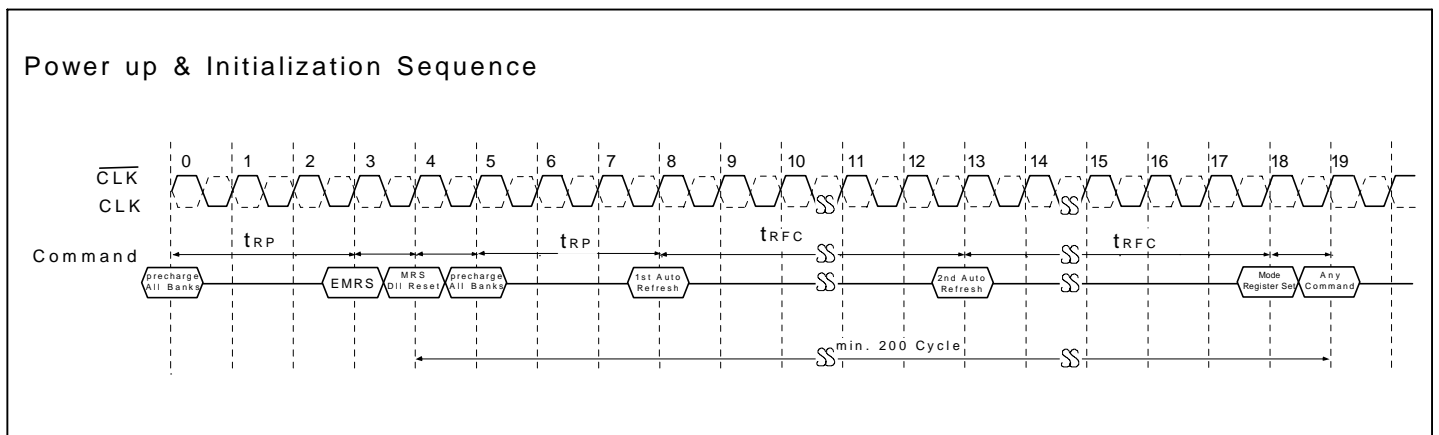 Power up & Initialization Sequence
0 1 2 3 4 5 6 7 8 9 10 11 12 13 14 15 16 17 18 19
CLK
CLK
tRP tRP tRFC tRFC
Command
precharge All Banks
EMRS
MRS Dll Reset
precharge All Banks
1st Auto Refresh
2nd Auto Refresh
Mode Register Set
Any Command
min. 200 Cycle